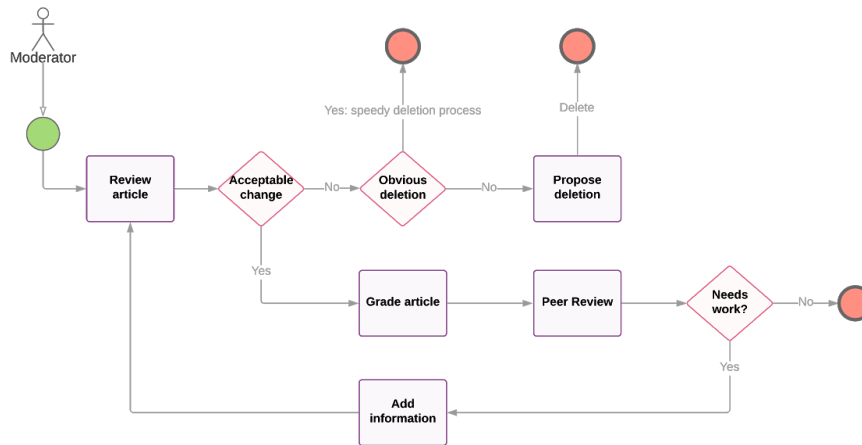 Moderator
Yes: speedy deletion process
Delete
Review
article
Acceptable
change
No
Obvious
deletion
No
Propose
deletion
Yes
Grade article
Peer Review
Needs
work?
No
Yes
Add
information